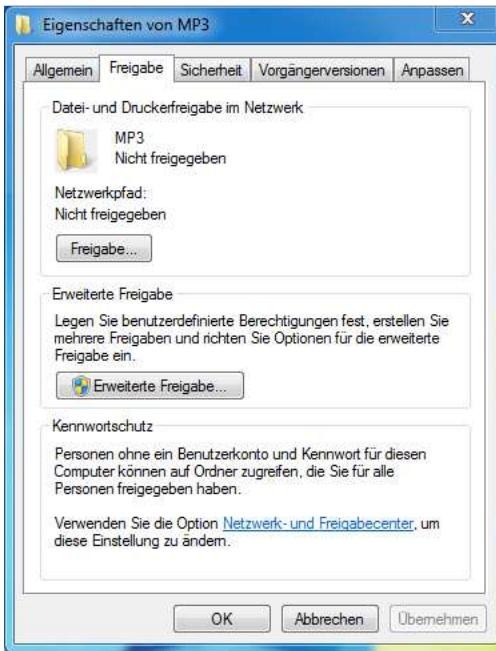 Eigenschaften von MP3
Allgemein Freigabe Sicherheit Vorgängerversionen Anpassen
Datei- und Druckerfreigabe im Netzwerk
MP3
Nicht freigegeben
Netzwerkpfad:
Nicht freigegeben
Freigabe...
Erweiterte Freigabe
Legen Sie benutzerdefinierte Berechtigungen fest, erstellen Sie
mehrere Freigaben und richten Sie Optionen für die erweiterte
Freigabe ein.
Erweiterte Freigabe...
Kennwortschutz
Personen ohne ein Benutzerkonto und Kennwort für diesen
Computer können auf Ordner zugreifen, die Sie für alle
Personen freigegeben haben.
Verwenden Sie die Option Netzwerk- und Freigabecenter, um
diese Einstellung zu ändern.
OK Abbrechen Übernehmen